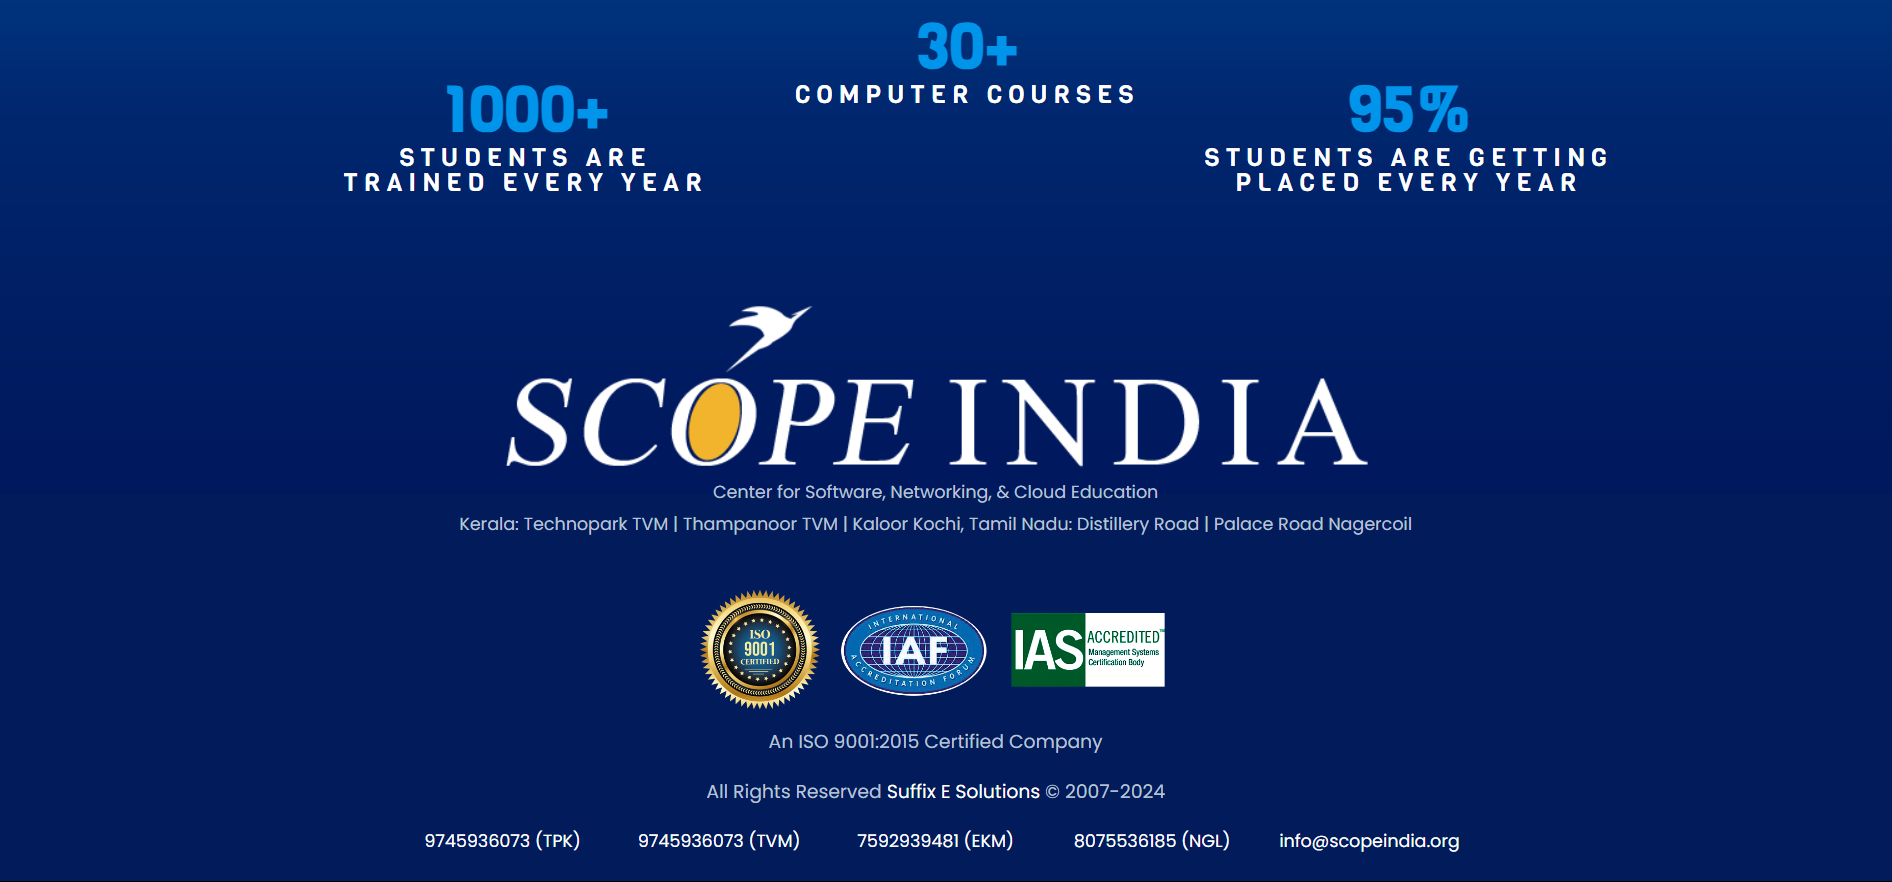 30+
COMPUTER COURSES
1000+
STUDENTS ARE
TRAINED EVERY YEAR
95%
STUDENTS ARE GETTING
PLACED EVERY YEAR
SCOPE INDIA
Center for Software, Networking, & Cloud Education
Kerala: Technopark TVM | Thampanoor TVM | Kaloor Kochi, Tamil Nadu: Distillery Road | Palace Road Nagercoil
ISO
9001
CERTIFIED
INTERNATIONAL
IAF
ACCREDITATION FORUM
IAS
ACCREDITED™
Management Systems
Certification Body
An ISO 9001:2015 Certified Company
All Rights Reserved Suffix E Solutions © 2007-2024
9745936073 (TPK) 9745936073 (TVM) 7592939481 (EKM) 8075536185 (NGL) info@scopeindia.org